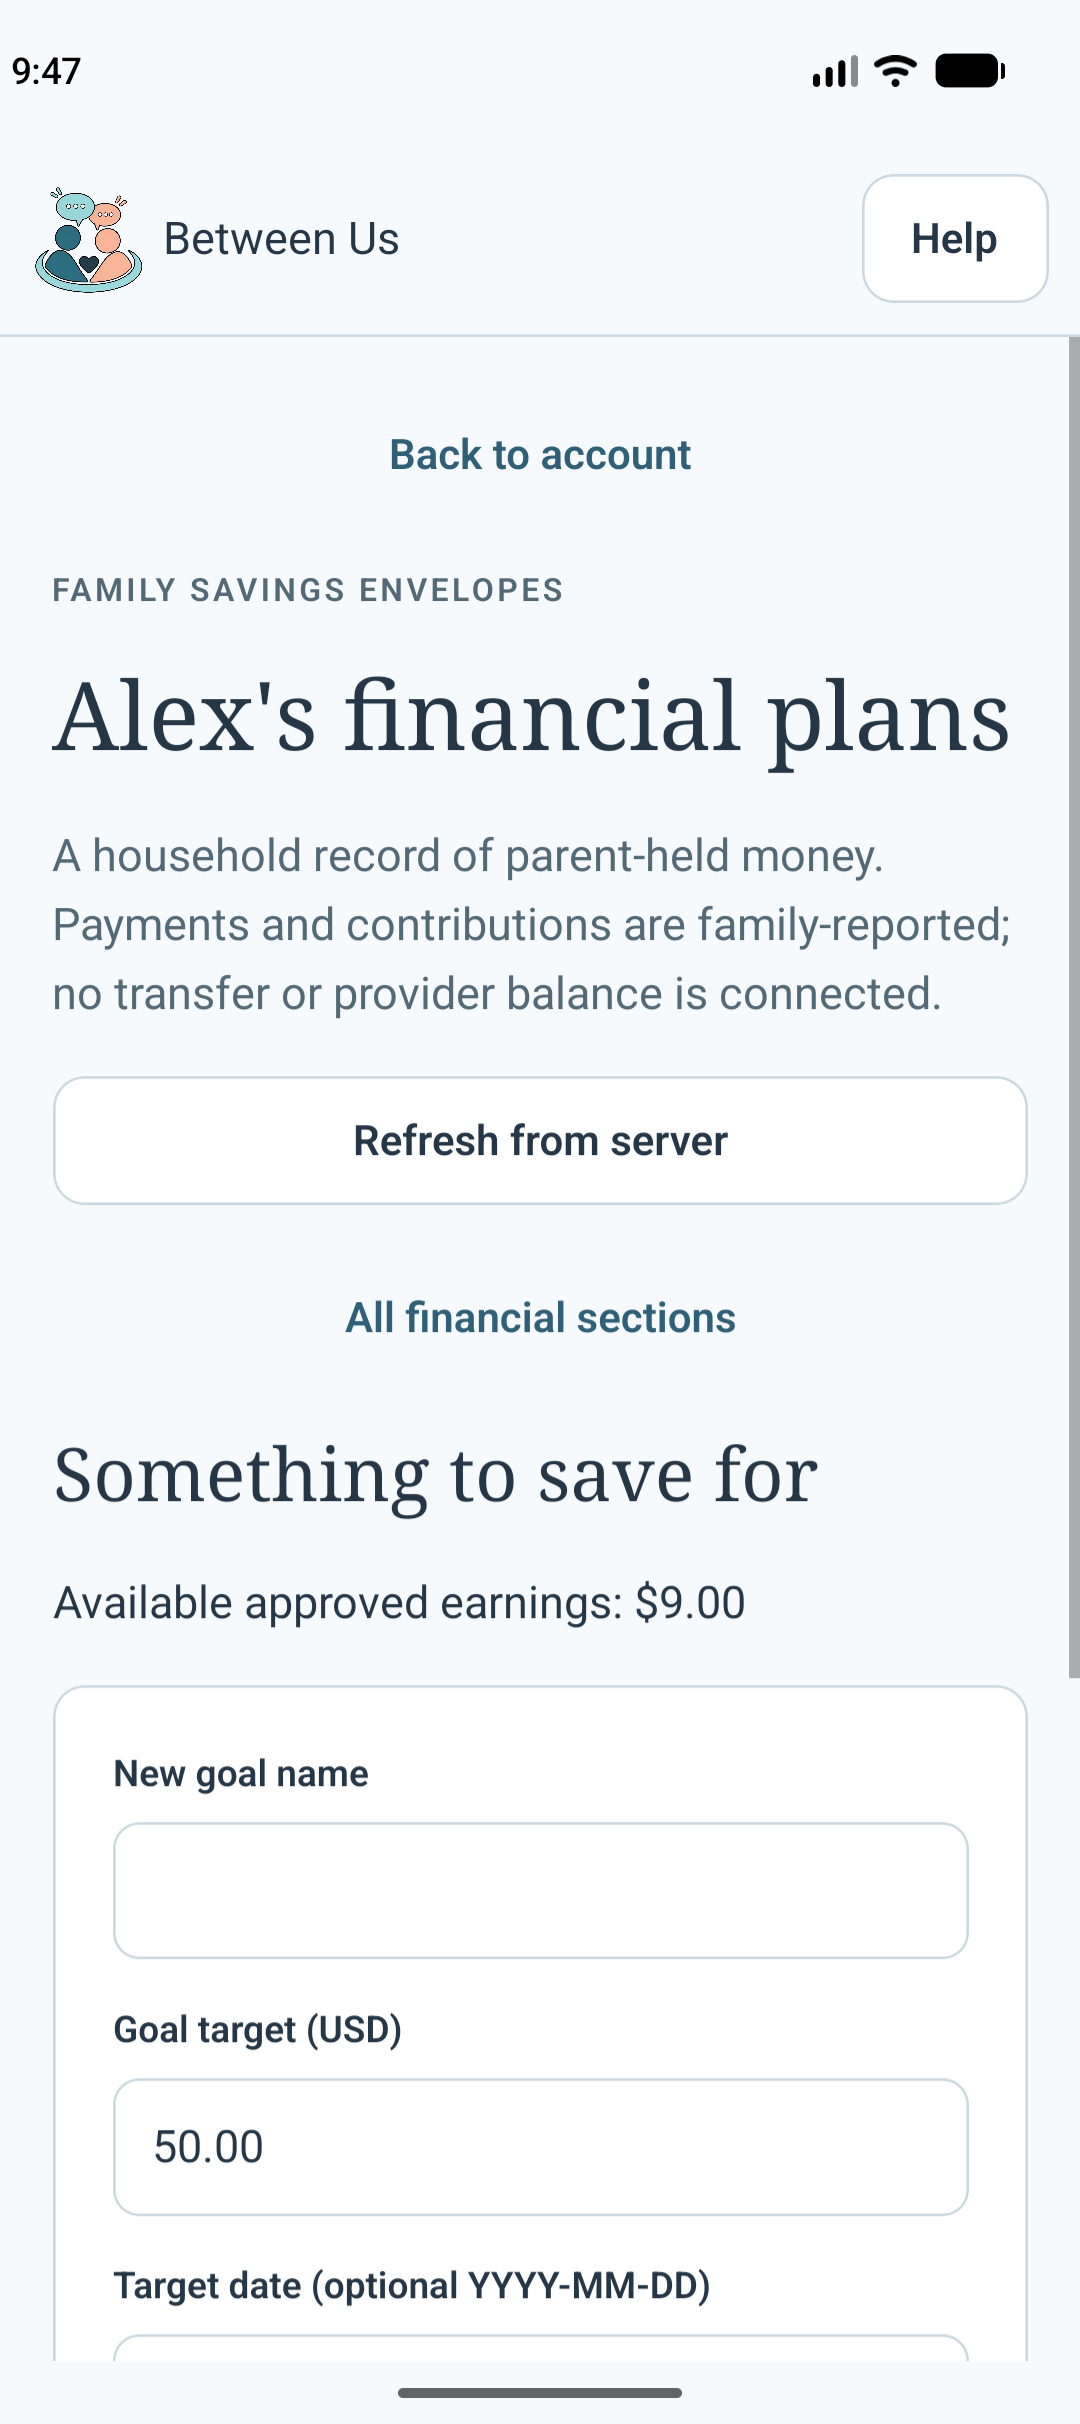 9:47
Between Us
Help
Back to account
FAMILY SAVINGS ENVELOPES
Alex's financial plans
A household record of parent-held money.
Payments and contributions are family-reported;
no transfer or provider balance is connected.
Refresh from server
All financial sections
Something to save for
Available approved earnings: $9.00
New goal name
Goal target (USD)
50.00
Target date (optional YYYY-MM-DD)